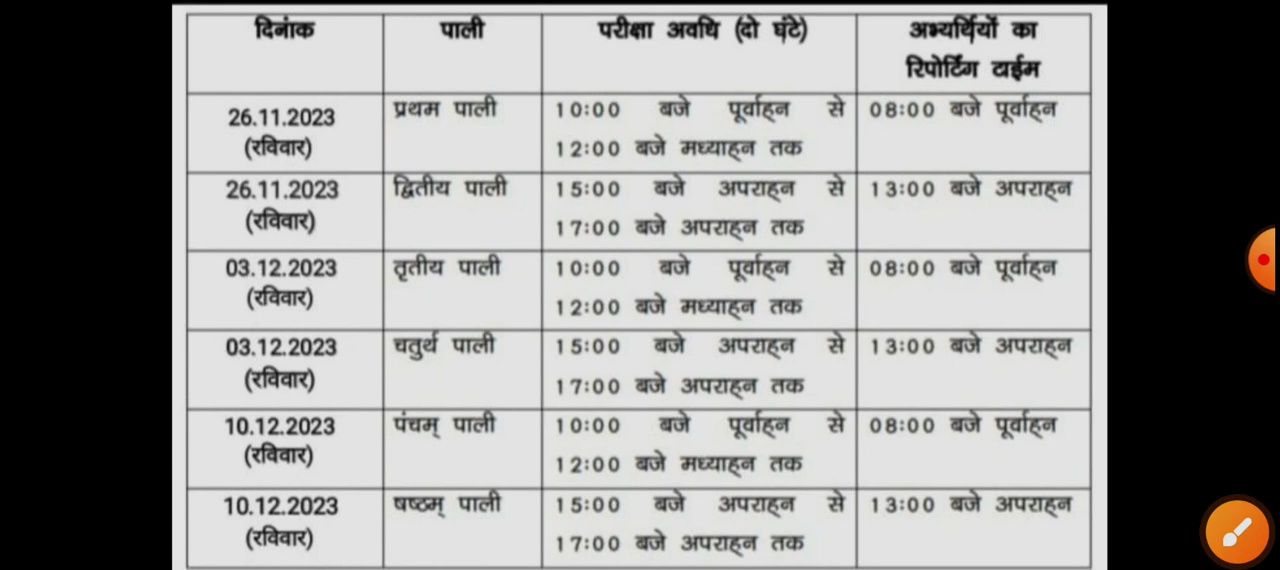 दिनांक पाली परीक्षा अवधि (दो घंटे) अभ्यर्थियों का
रिपोर्टिंग टाईम
26.11.2023 प्रथम पाली 10:00 बजे पूर्वाह्न से 08:00 बजे पूर्वाह्न
(रविवार) 12:00 बजे मध्याह्न तक
26.11.2023 द्वितीय पाली 15:00 बजे अपराह्न से 13:00 बजे अपराह्न
(रविवार) 17:00 बजे अपराह्न तक
03.12.2023 तृतीय पाली 10:00 बजे पूर्वाह्न से 08:00 बजे पूर्वाह्न
(रविवार) 12:00 बजे मध्याह्न तक
03.12.2023 चतुर्थ पाली 15:00 बजे अपराह्न से 13:00 बजे अपराह्न
(रविवार) 17:00 बजे अपराह्न तक
10.12.2023 पंचम् पाली 10:00 बजे पूर्वाह्न से 08:00 बजे पूर्वाह्न
(रविवार) 12:00 बजे मध्याह्न तक
10.12.2023 षष्ठम् पाली 15:00 बजे अपराह्न से 13:00 बजे अपराह्न
(रविवार) 17:00 बजे अपराह्न तक